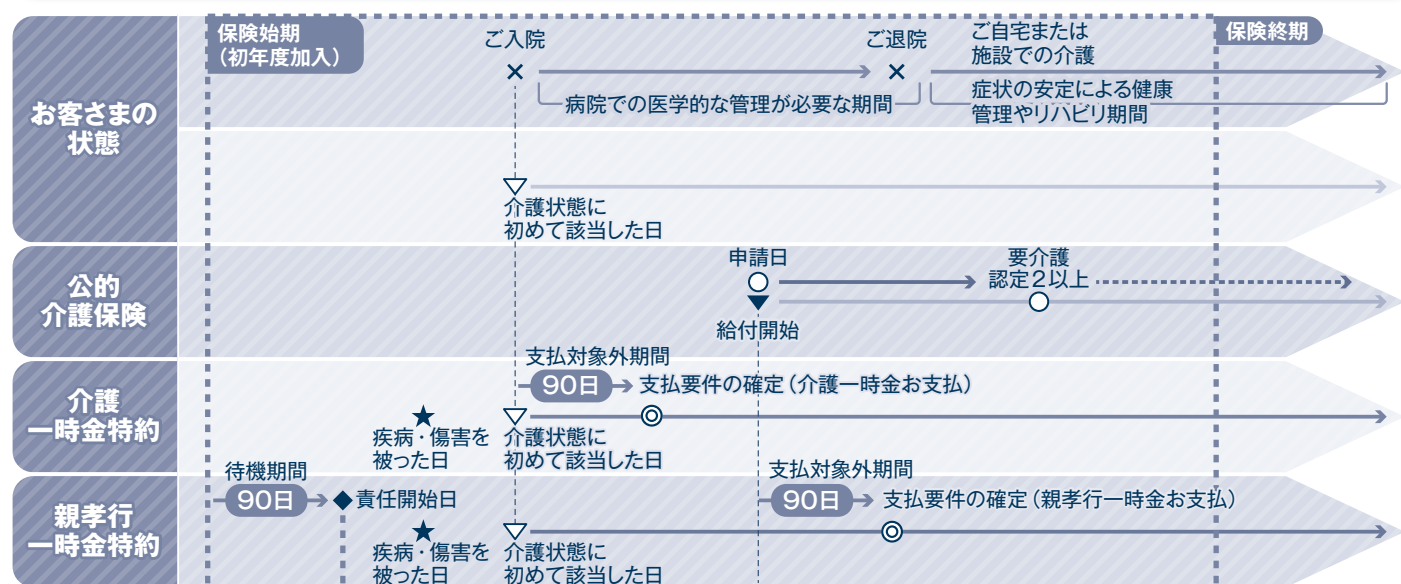 保険始期
（初年度加入）
ご入院
ご退院
ご自宅または
施設での介護
保険終期
お客さまの
状態
病院での医学的な管理が必要な期間
症状の安定による健康
管理やリハビリ期間
介護状態に
初めて該当した日
公的
介護保険
申請日
要介護
認定2以上
給付開始
介護
一時金特約
支払対象外期間
90日
支払要件の確定（介護一時金お支払）
疾病・傷害を
被った日
介護状態に
初めて該当した日
親孝行
一時金特約
待機期間
90日
責任開始日
支払対象外期間
90日
支払要件の確定（親孝行一時金お支払）
疾病・傷害を
被った日
介護状態に
初めて該当した日